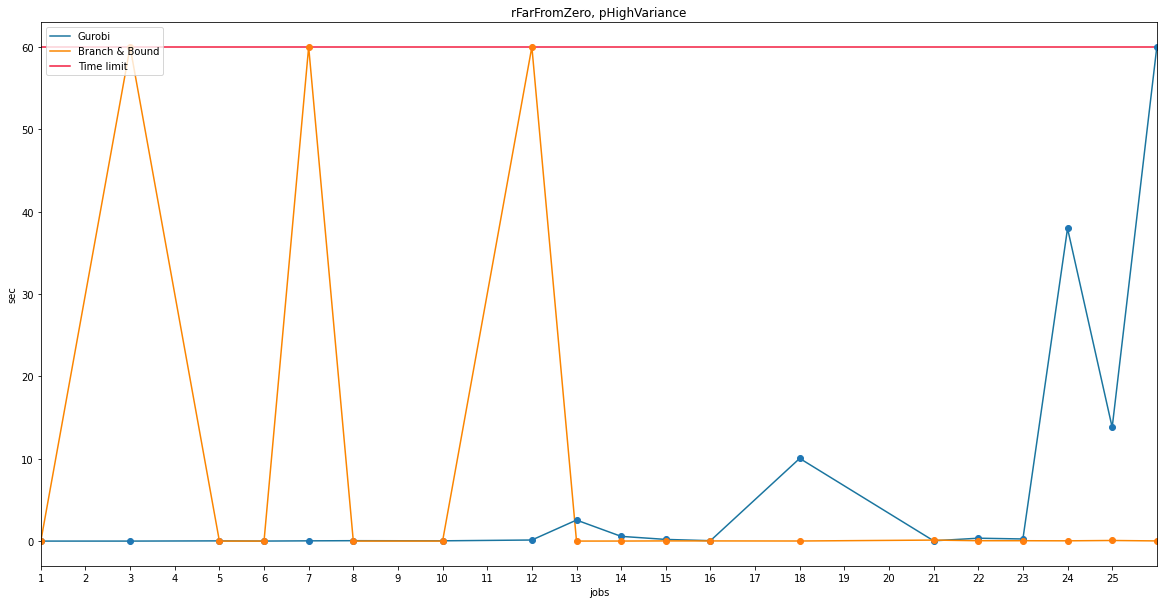 rFarFromZero, pHighVariance
Gurobi
Branch & Bound
Time limit
60
50
40
30
20
10
0
sec
1 2 3 4 5 6 7 8 9 10 11 12 13 14 15 16 17 18 19 20 21 22 23 24 25
jobs